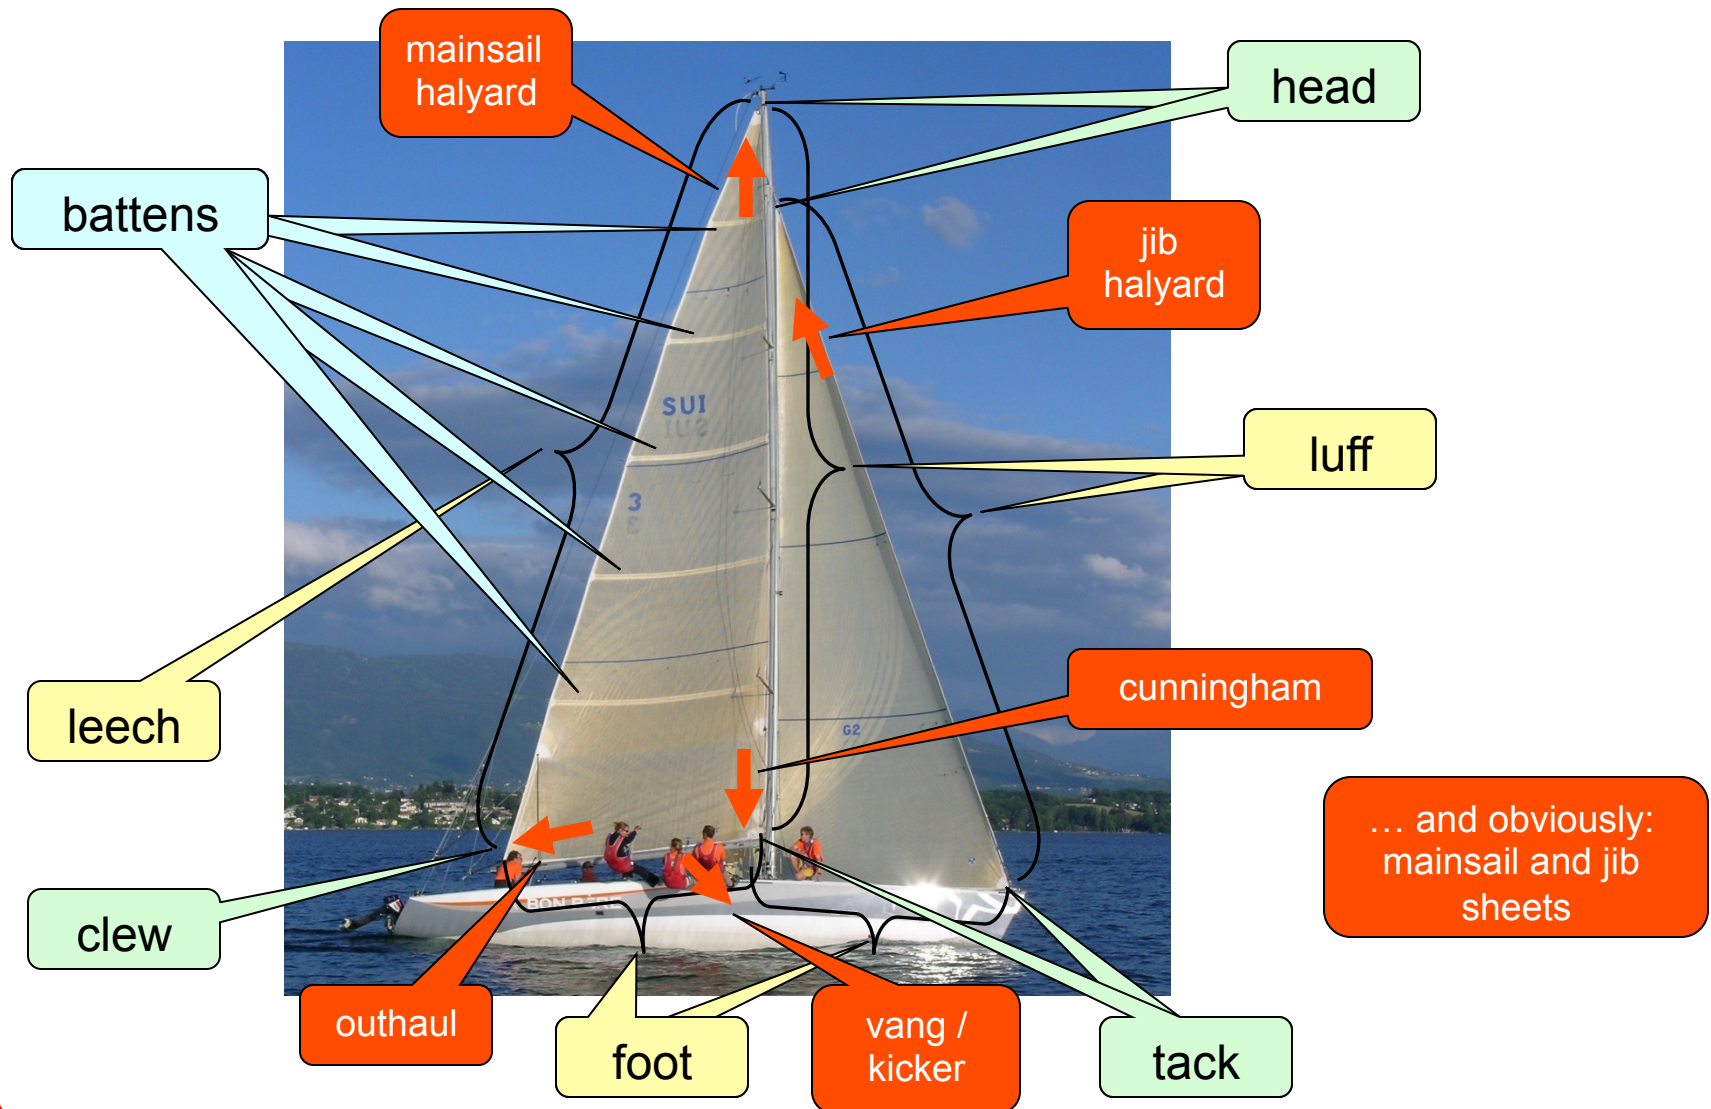 mainsail
halyard
head
battens
jib
halyard
SUI
luff
3
leech
cunningham
G2
… and obviously:
mainsail and jib
sheets
clew
outhaul
foot
vang /
kicker
tack